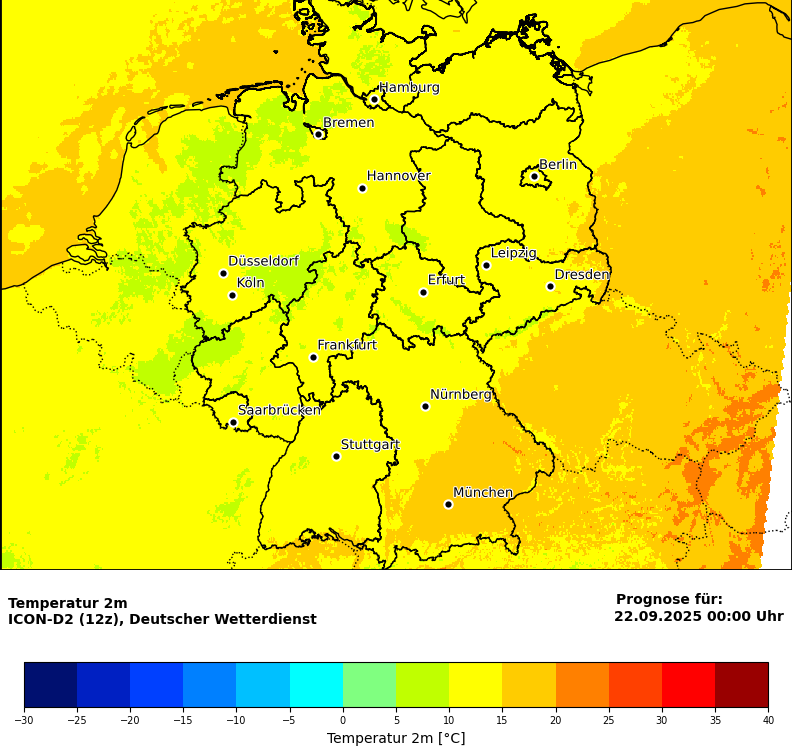 Hamburg
Bremen
Berlin
Hannover
Leipzig
Düsseldorf
Dresden
Köln
Erfurt
Frankfurt
Nürnberg
Saarbrücken
Stuttgart
München
Temperatur 2m
ICON-D2 (12z), Deutscher Wetterdienst
Prognose für:
22.09.2025 00:00 Uhr
−30 −25 −20 −15 −10 −5 0 5 10 15 20 25 30 35 40
Temperatur 2m [°C]